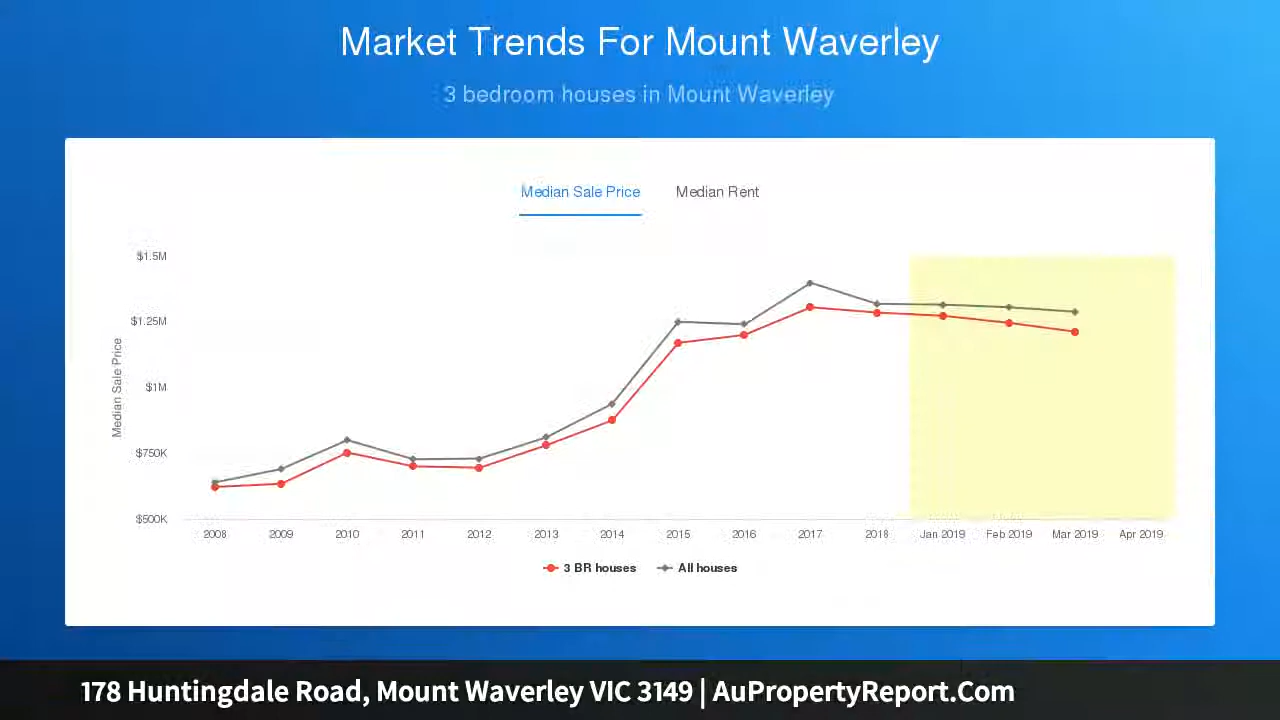 Market Trends For Mount Waverley
3 bedroom houses in Mount Waverley
Median Sale Price Median Rent
$1.5M
$1.25M
$1M
$750K
$500K
Median Sale Price
2008 2009 2010 2011 2012 2013 2014 2015 2016 2017 2018 Jan 2019 Feb 2019 Mar 2019 Apr 2019
3 BR houses All houses
178 Huntingdale Road, Mount Waverley VIC 3149 | AuPropertyReport.Com